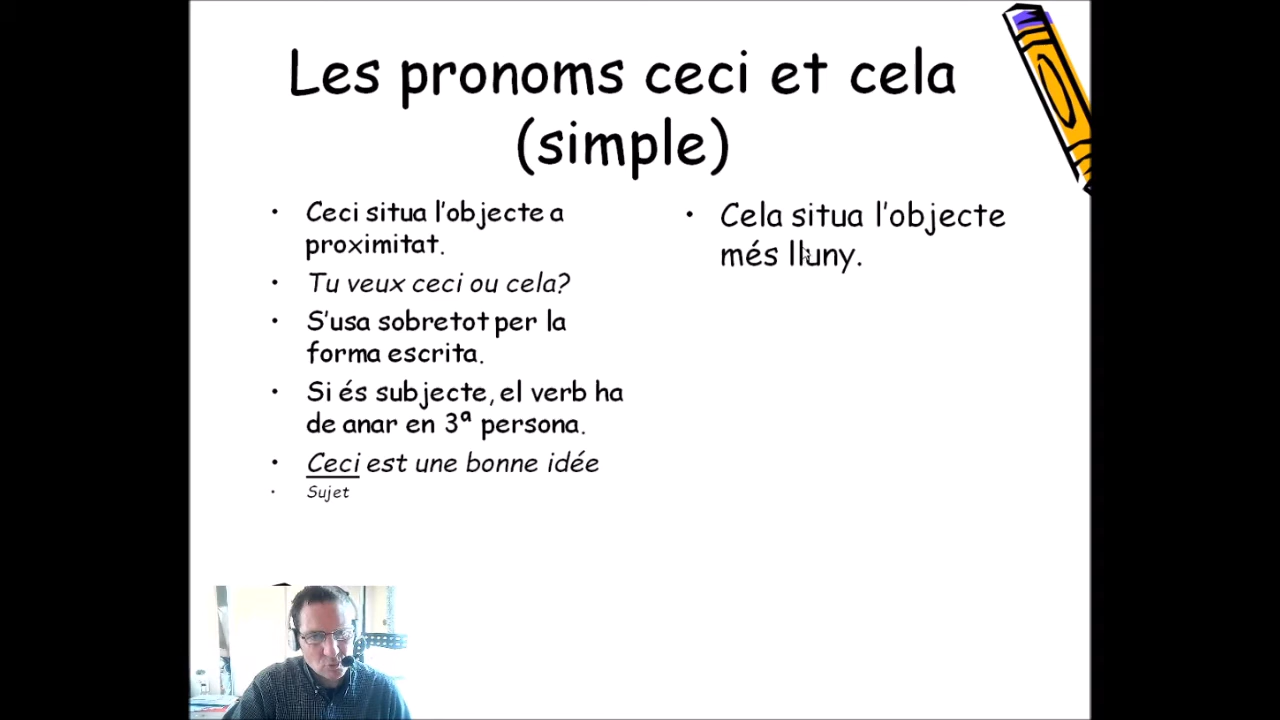 Les pronoms ceci et cela
(simple)
Ceci situa l'objecte a
proximitat.
Tu veux ceci ou cela?
S'usa sobretot per la
forma escrita.
Si és subjecte, el verb ha
de anar en 3ª persona.
Ceci est une bonne idée
Sujet
Cela situa l'objecte
més lluny.